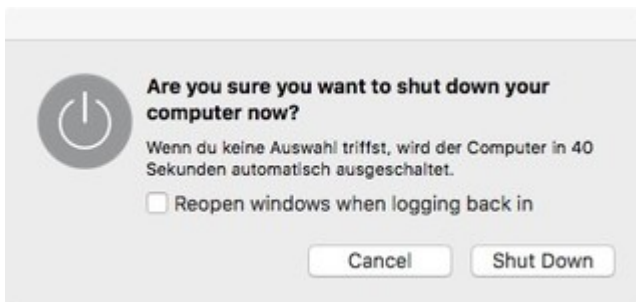 Are you sure you want to shut down your
computer now?
Wenn du keine Auswahl triffst, wird der Computer in 40
Sekunden automatisch ausgeschaltet.
Reopen windows when logging back in
Cancel Shut Down